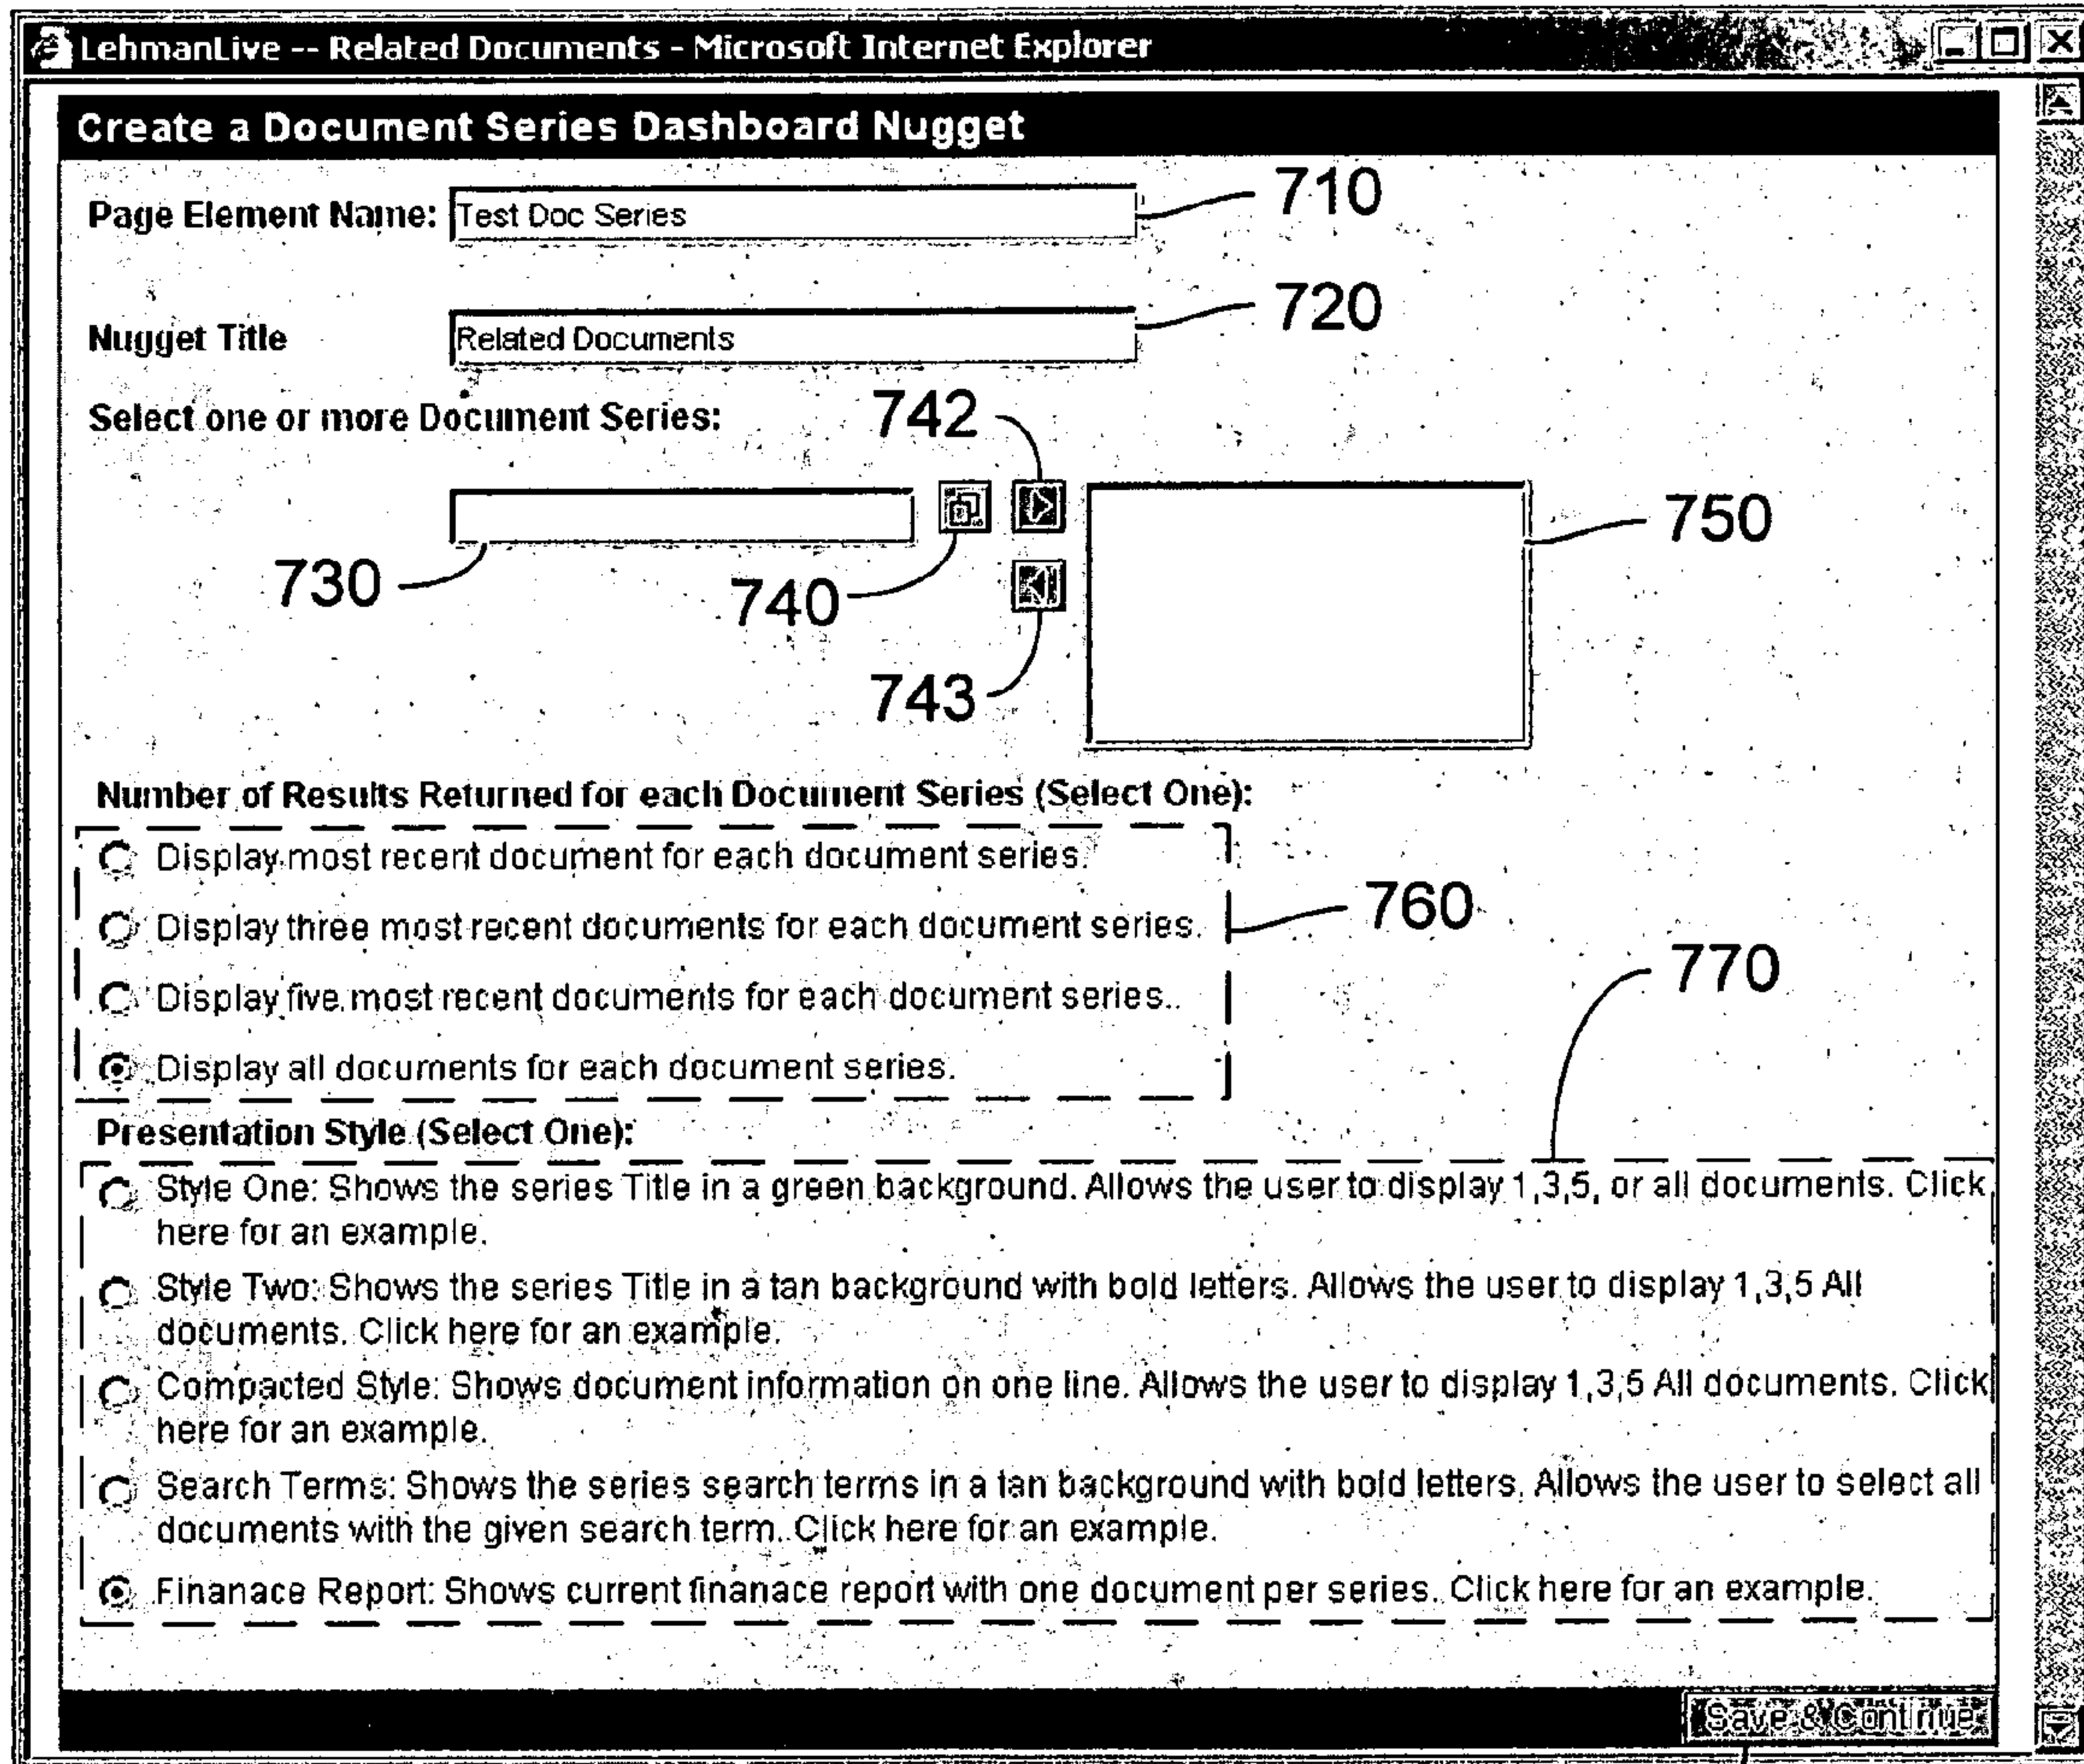 LehmanLive -- Related Documents - Microsoft Internet Explorer
Create a Document Series Dashboard Nugget
Page Element Name: Test Doc Series 710
Nugget Title Related Documents 720
Select one or more Document Series: 742
750
730 740
743
Number of Results Returned for each Document Series (Select One):
Display most recent document for each document series.
Display three most recent documents for each document series. 760
770
Display five most recent documents for each document series..
Display all documents for each document series.
Presentation Style (Select One):
Style One: Shows the series Title in a green background. Allows the user to display 1,3,5, or all documents. Click
here for an example.
Style Two: Shows the series Title in a tan background with bold letters. Allows the user to display 1,3,5 All
documents. Click here for an example.
Compacted Style: Shows document information on one line. Allows the user to display 1,3,5 All documents. Click
here for an example.
Search Terms: Shows the series search terms in a tan background with bold letters. Allows the user to select all
documents with the given search term. Click here for an example.
Finanace Report: Shows current finanace report with one document per series. Click here for an example.
Save & Continue